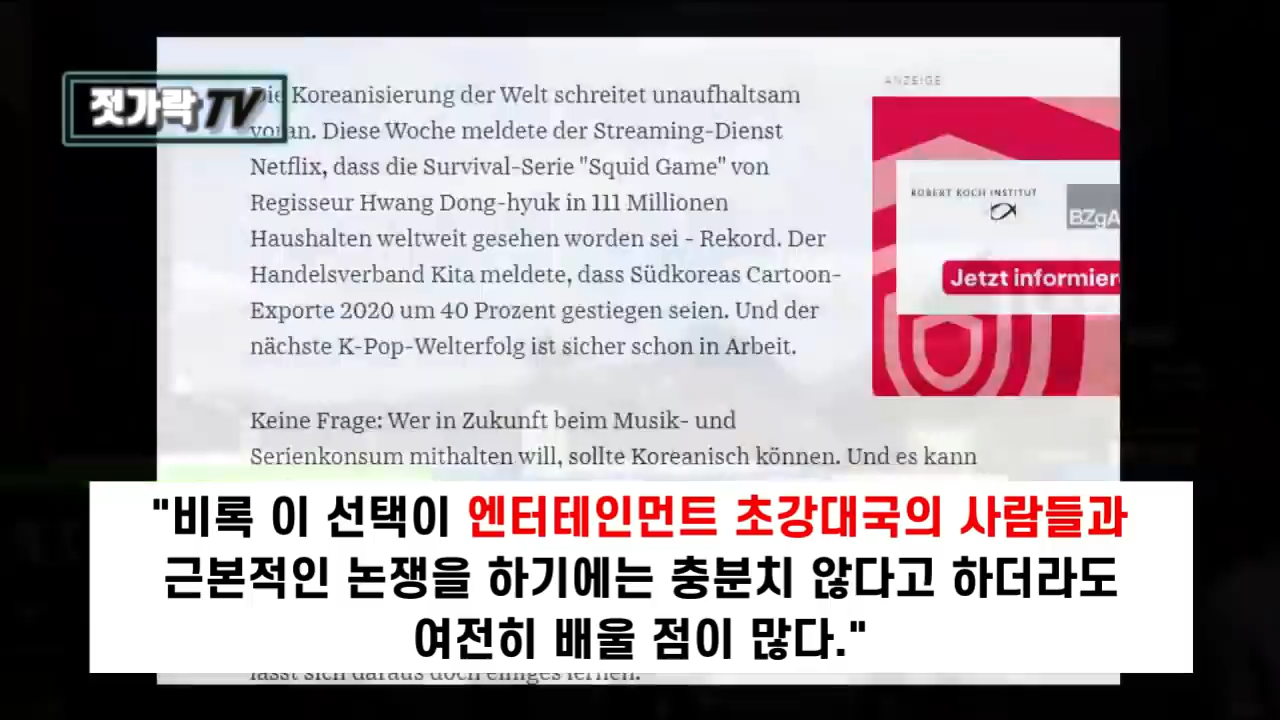 젓가락 TV
ANZEIGE
Die Koreanisierung der Welt schreitet unaufhaltsam
voran. Diese Woche meldete der Streaming-Dienst
Netflix, dass die Survival-Serie "Squid Game" von
Regisseur Hwang Dong-hyuk in 111 Millionen
Haushalten weltweit gesehen worden sei - Rekord. Der
Handelsverband Kita meldete, dass Südkoreas Cartoon-
Exporte 2020 um 40 Prozent gestiegen seien. Und der
nächste K-Pop-Welterfolg ist sicher schon in Arbeit.
ROBERT KOCH INSTITUT
BZgA
Jetzt informier
Keine Frage: Wer in Zukunft beim Musik- und
Serienkonsum mithalten will, sollte Koreanisch können. Und es kann
"비록 이 선택이 엔터테인먼트 초강대국의 사람들과
근본적인 논쟁을 하기에는 충분치 않다고 하더라도
여전히 배울 점이 많다."
lässt sich daraus doch einiges lernen.